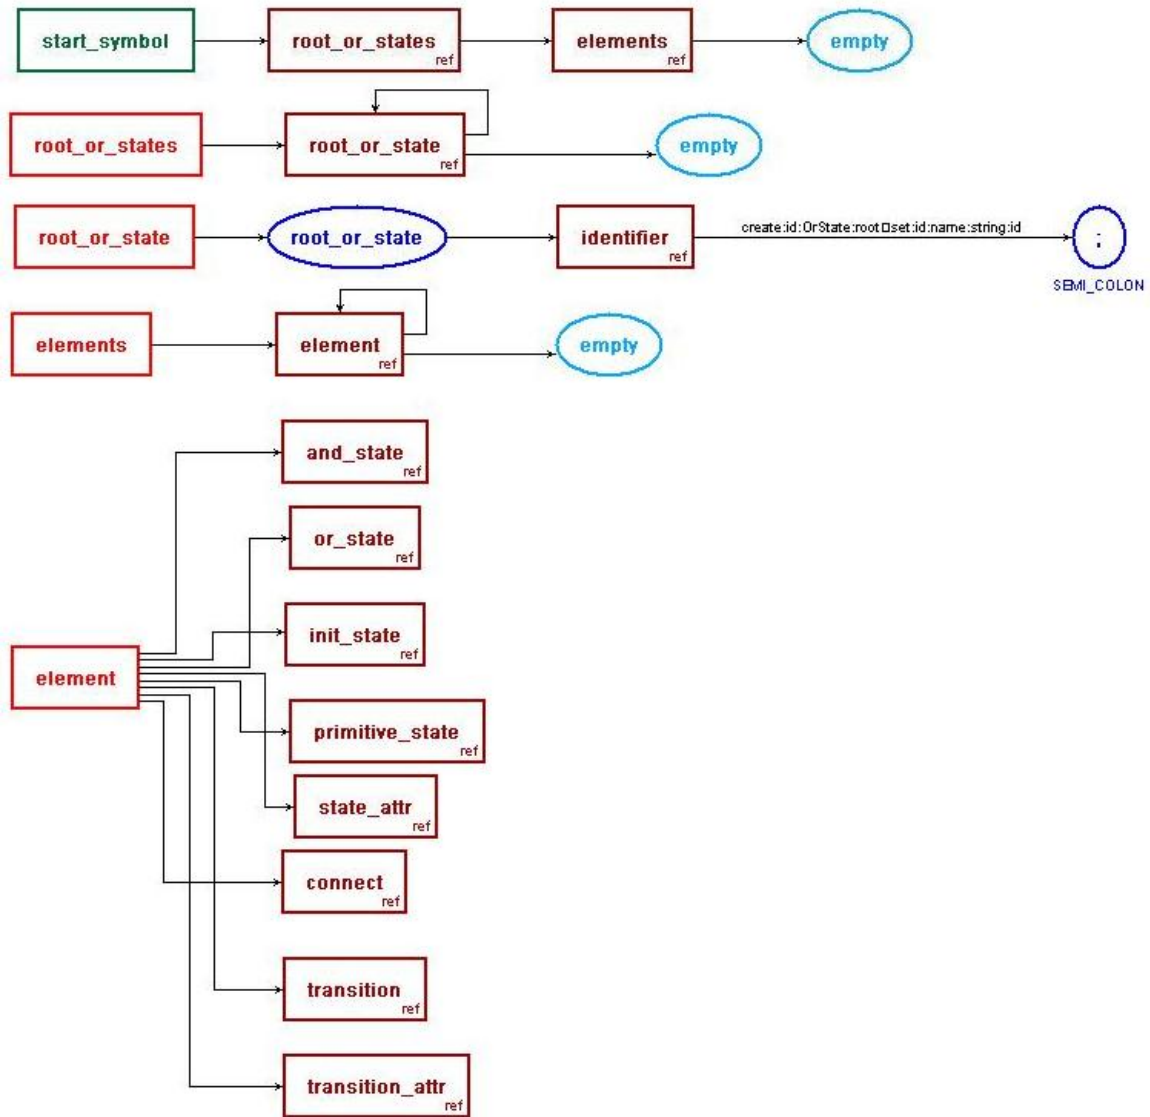 start_symbol
root_or_states
ref
elements
ref
empty
root_or_states
root_or_state
ref
empty
root_or_state
root_or_state
identifier
ref
create:id:OrState:root□set:id:name:string:id
;
SEMI_COLON
elements
element
ref
empty
and_state
ref
or_state
ref
init_state
ref
element
primitive_state
ref
state_attr
ref
connect
ref
transition
ref
transition_attr
ref